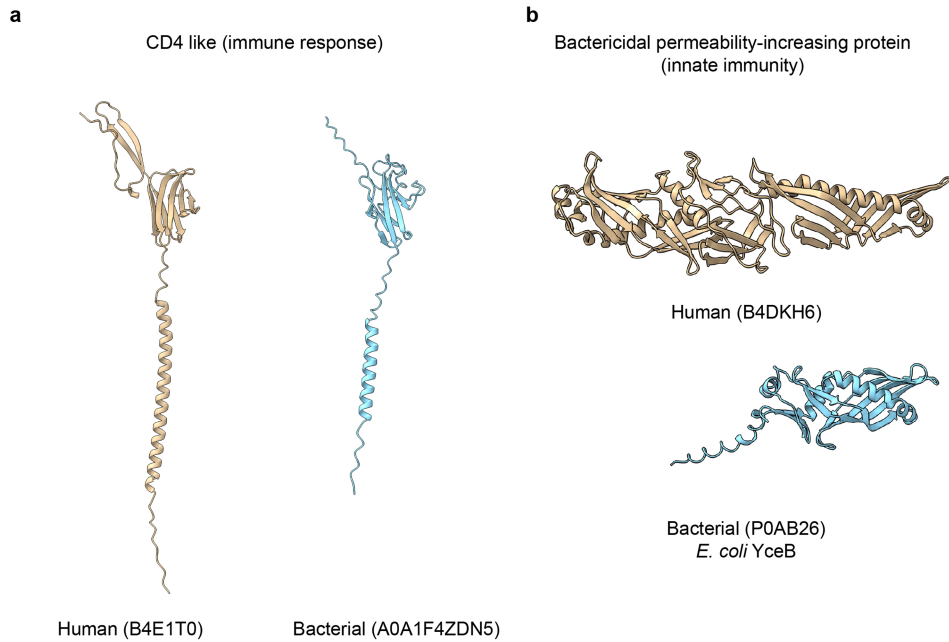 a
CD4 like (immune response)
Human (B4E1T0)
Bacterial (A0A1F4ZDN5)
b
Bactericidal permeability-increasing protein
(innate immunity)
Human (B4DKH6)
Bacterial (P0AB26)
E. coli YceB